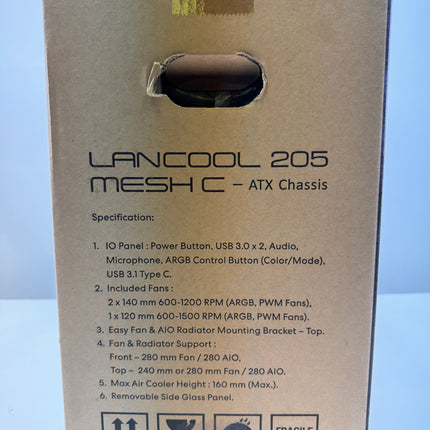 LANCOOL 205
MESH C – ATX Chassis
Specification:
1. IO Panel : Power Button, USB 3.0 x 2, Audio,
Microphone, ARGB Control Button (Color/Mode),
USB 3.1 Type C.
2. Included Fans :
2 x 140 mm 600-1200 RPM (ARGB, PWM Fans),
1 x 120 mm 600-1500 RPM (ARGB, PWM Fans).
3. Easy Fan & AIO Radiator Mounting Bracket – Top.
4. Fan & Radiator Support :
Front – 280 mm Fan / 280 AIO.
Top – 240 mm or 280 mm Fan / 280 AIO.
5. Max Air Cooler Height : 160 mm (Max.).
6. Removable Side Glass Panel.
FRAGILE